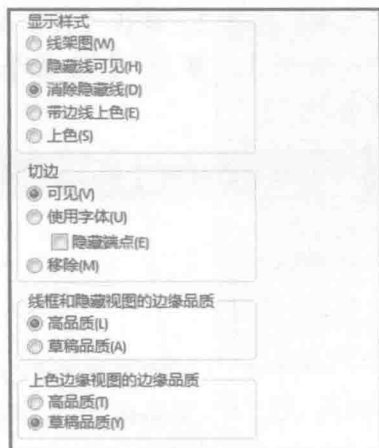 显示样式
线架图(W)
隐藏线可见(H)
消除隐藏线(D)
带边线上色(E)
上色(S)
切边
可见(V)
使用字体(U)
隐藏端点(E)
移除(M)
线框和隐藏视图的边缘品质
高品质(L)
草稿品质(A)
上色边缘视图的边缘品质
高品质(T)
草稿品质(Y)